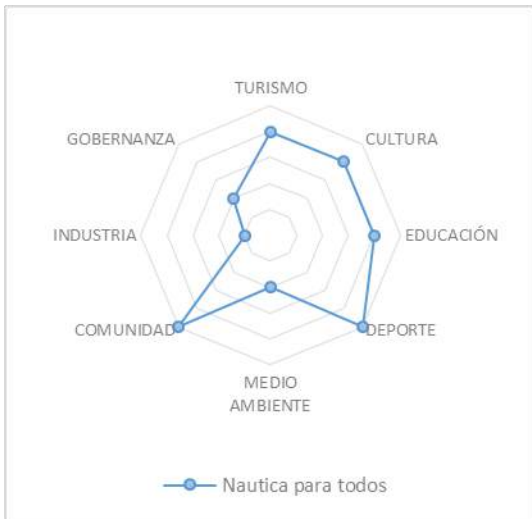 TURISMO
GOBERNANZA
CULTURA
INDUSTRIA
EDUCACIÓN
COMUNIDAD
DEPORTE
MEDIO
AMBIENTE
Nautica para todos